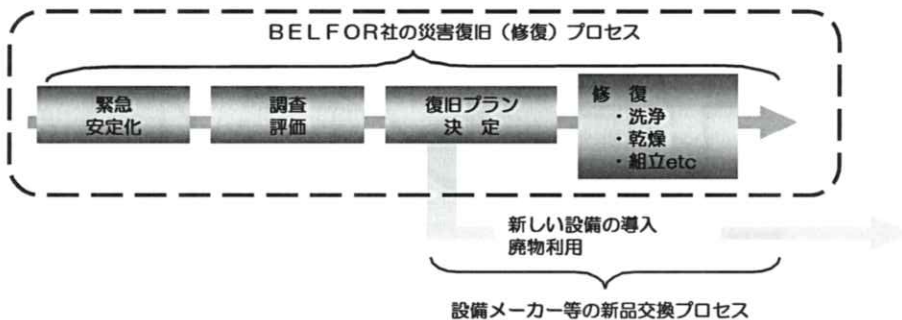 BELFOR社の災害復旧（修復）プロセス
緊急
安定化
調査
評価
復旧プラン
決 定
修 復
・洗浄
・乾燥
・組立etc
新しい設備の導入
廃物利用
設備メーカー等の新品交換プロセス